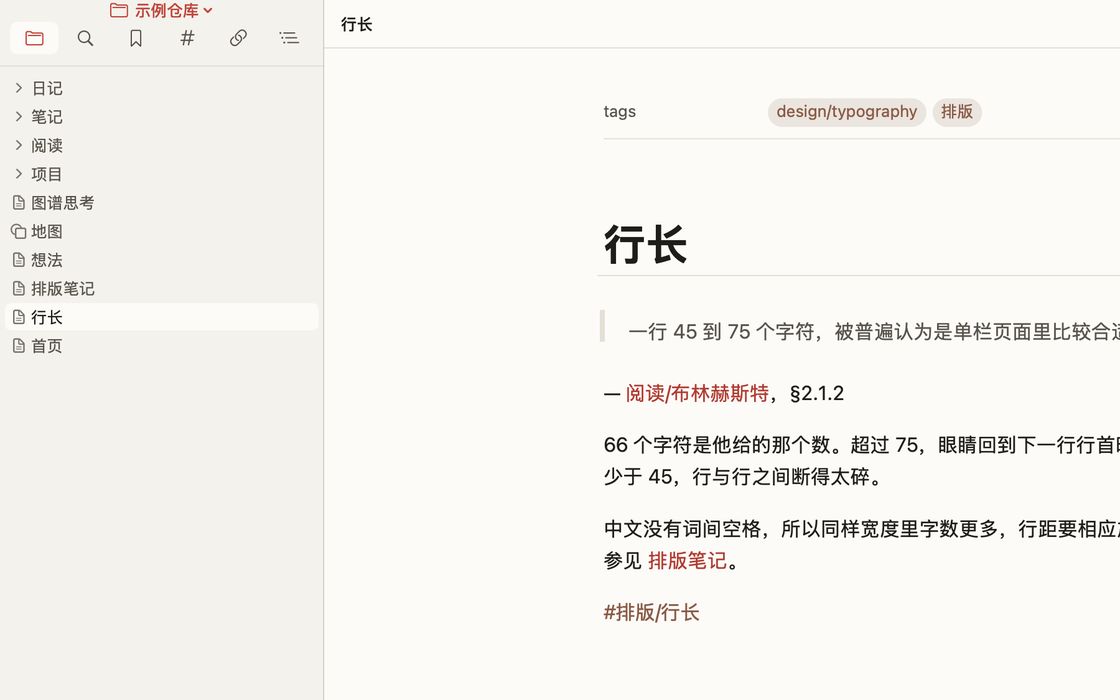 示例仓库
日记
笔记
阅读
项目
图谱思考
地图
想法
排版笔记
行长
首页
行长
tags
design/typography 排版
行长
一行 45 到 75 个字符，被普遍认为是单栏页面里比较合
— 阅读/布林赫斯特，§2.1.2
66 个字符是他给的那个数。超过 75，眼睛回到下一行行首
少于 45，行与行之间断得太碎。
中文没有词间空格，所以同样宽度里字数更多，行距要相应
参见 排版笔记。
#排版/行长